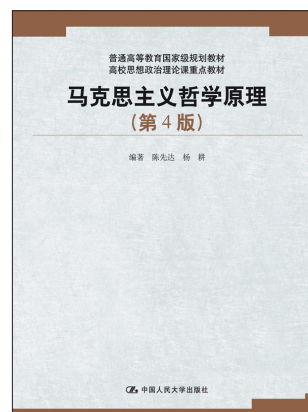 普通高等教育国家级规划教材
高校思想政治理论课重点教材
马克思主义哲学原理
（第4版）
编著 陈先达 杨 耕
中国人民大学出版社